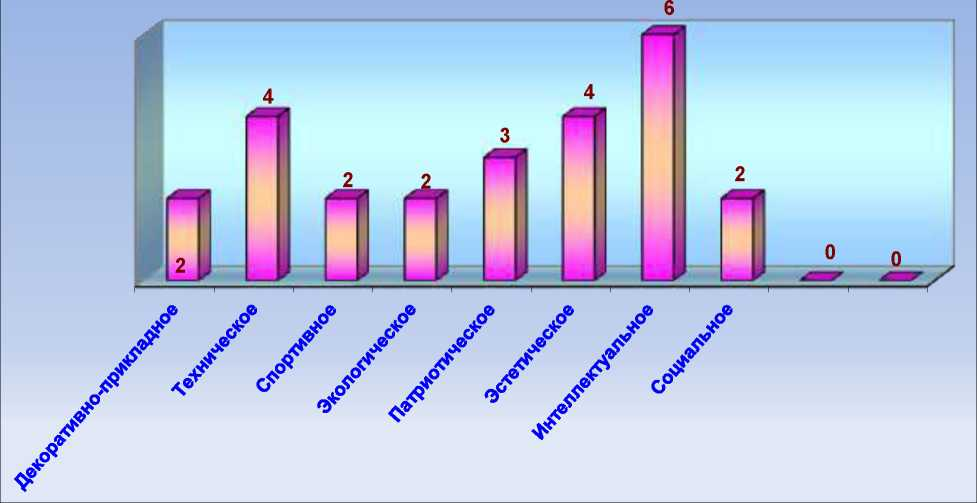 6
4
4
3
2
2
2
0
0
2
Декоративно-прикладное
Техническое
Спортивное
Экологическое
Патриотическое
Эстетическое
Интеллектуальное
Социальное